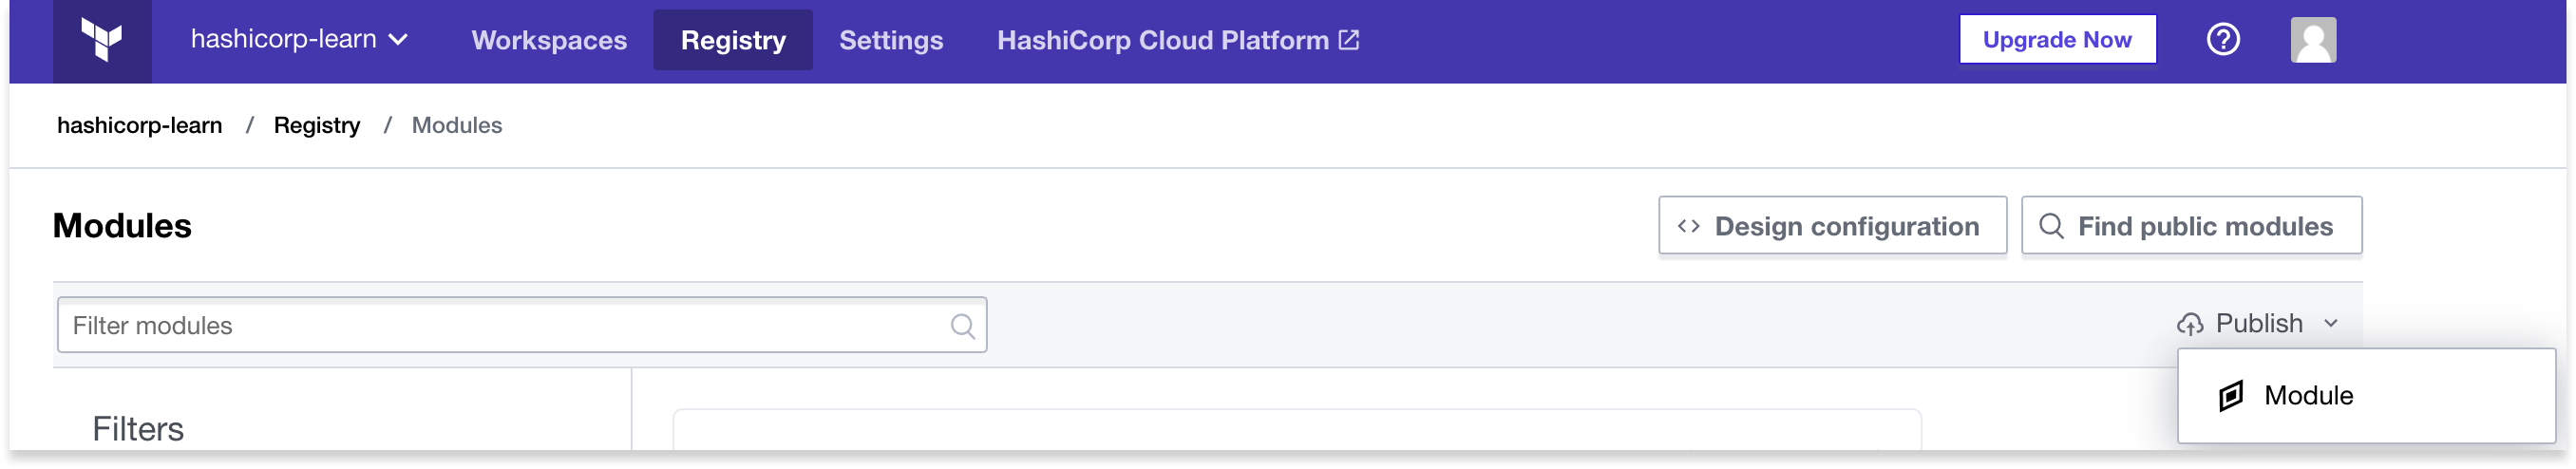 hashicorp-learn Workspaces Registry Settings HashiCorp Cloud Platform Upgrade Now
hashicorp-learn / Registry / Modules
Modules Design configuration Find public modules
Filter modules Publish
Module
Filters